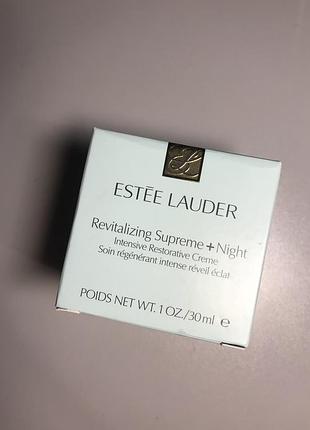 ESTĒE LAUDER
Revitalizing Supreme+Night
Intensive Restorative Creme
Soin régénérant intense réveil éclat
POIDS NET WT. 1 OZ./30 ml e